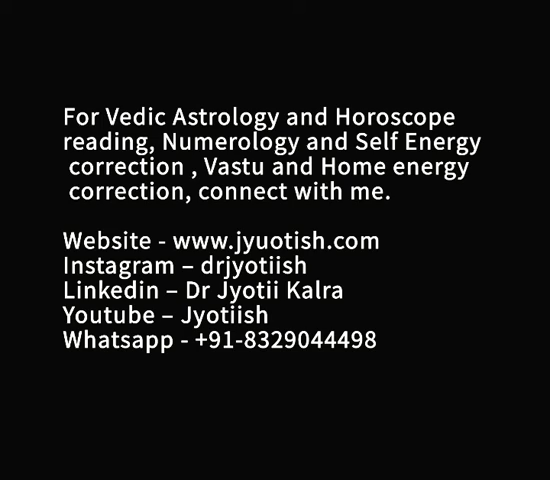 For Vedic Astrology and Horoscope
reading, Numerology and Self Energy
correction , Vastu and Home energy
correction, connect with me.
Website - www.jyuotish.com
Instagram – drjyotiish
Linkedin – Dr Jyotii Kalra
Youtube – Jyotiish
Whatsapp - +91-8329044498